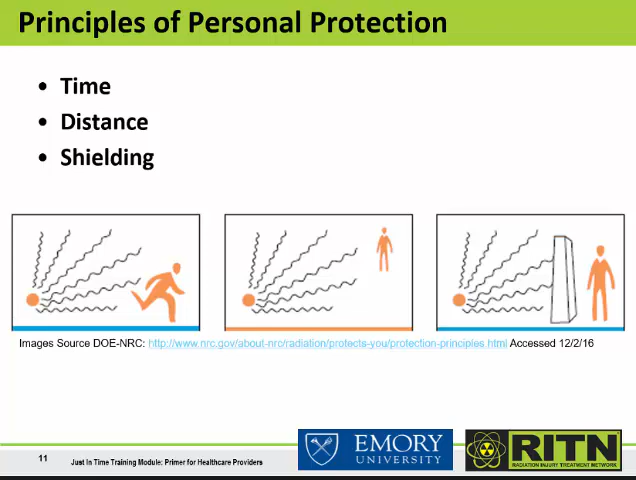 Principles of Personal Protection
• Time
• Distance
• Shielding
Images Source DOE-NRC: http://www.nrc.gov/about-nrc/radiation/protects-you/protection-principles.html Accessed 12/2/16
11
Just In Time Training Module: Primer for Healthcare Providers
EMORY
UNIVERSITY
RITN
RADIATION INJURY TREATMENT NETWORK